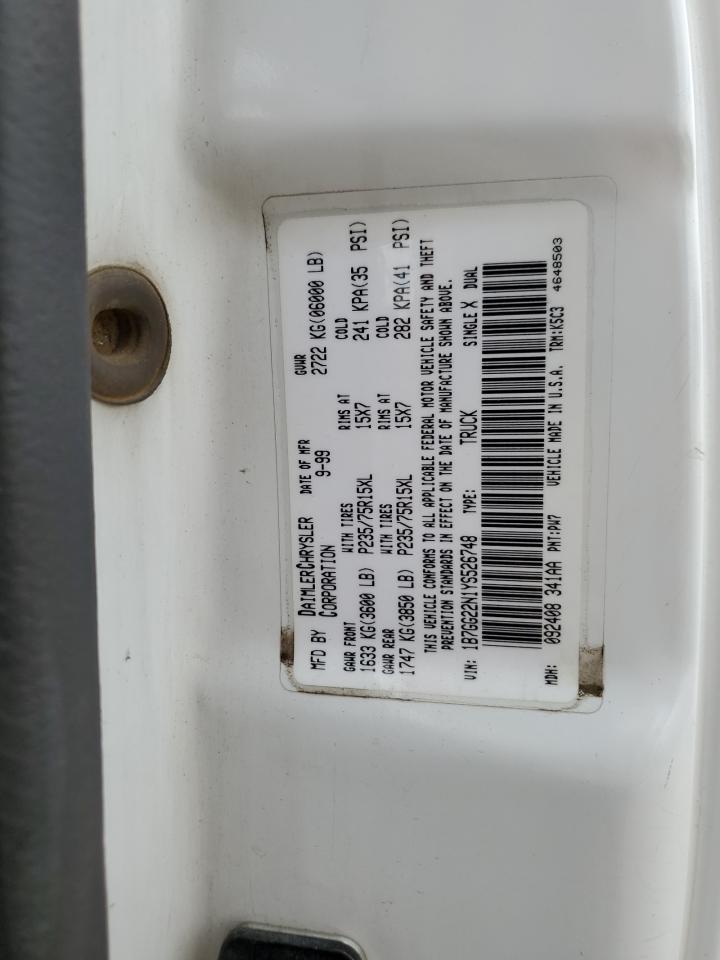 MFD BY DAIMLERCHRYSLER CORPORATION DATE OF MFR 9-99 GVWR 2722 KG(06000 LB)
GAWR FRONT WITH TIRES RIMS AT COLD
1633 KG(3600 LB) P235/75R15XL 15X7 241 KPA(35 PSI)
GAWR REAR WITH TIRES RIMS AT COLD
1747 KG(3850 LB) P235/75R15XL 15X7 282 KPA(41 PSI)
THIS VEHICLE CONFORMS TO ALL APPLICABLE FEDERAL MOTOR VEHICLE SAFETY AND THEFT
PREVENTION STANDARDS IN EFFECT ON THE DATE OF MANUFACTURE SHOWN ABOVE.
VIN: 1B7GG22N1YS526748 TYPE: TRUCK SINGLE X DUAL
MDH: 092408 341AA PNT:PW7 VEHICLE MADE IN U.S.A. TRM:K5C3 4648503